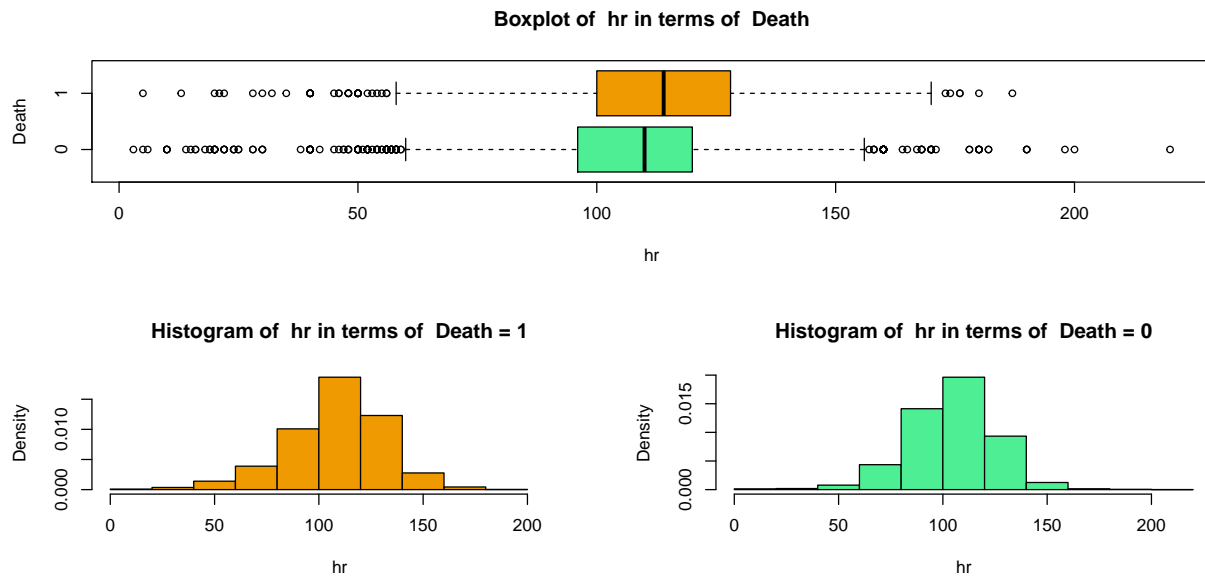 Boxplot of  hr in terms of  Death
Death
1
0
0 50 100 150 200
hr
Histogram of  hr in terms of  Death = 1
Density
0.010
0.000
0 50 100 150 200
hr
Histogram of  hr in terms of  Death = 0
Density
0.015
0.000
0 50 100 150 200
hr